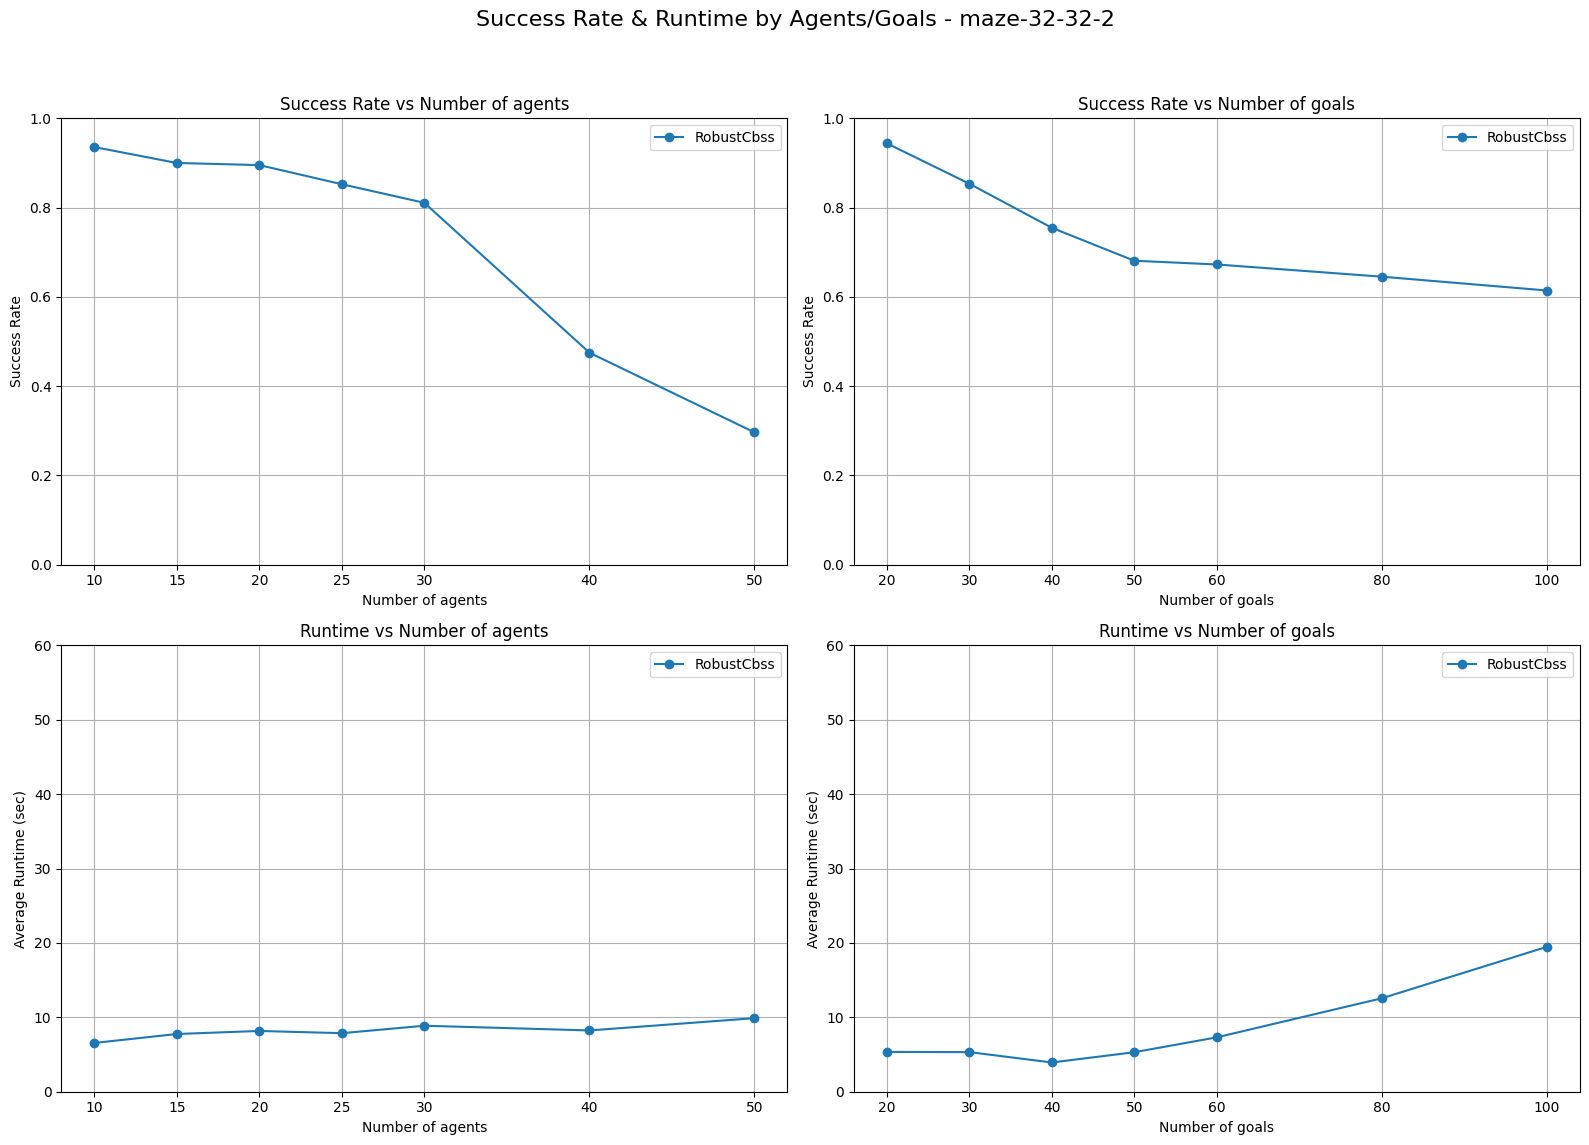 Success Rate & Runtime by Agents/Goals - maze-32-32-2
Success Rate vs Number of agents
RobustCbss
Success Rate
1.0
0.8
0.6
0.4
0.2
0.0
10 15 20 25 30 40 50
Number of agents
Success Rate vs Number of goals
RobustCbss
Success Rate
1.0
0.8
0.6
0.4
0.2
0.0
20 30 40 50 60 80 100
Number of goals
Runtime vs Number of agents
RobustCbss
Average Runtime (sec)
60
50
40
30
20
10
0
10 15 20 25 30 40 50
Number of agents
Runtime vs Number of goals
RobustCbss
Average Runtime (sec)
60
50
40
30
20
10
0
20 30 40 50 60 80 100
Number of goals